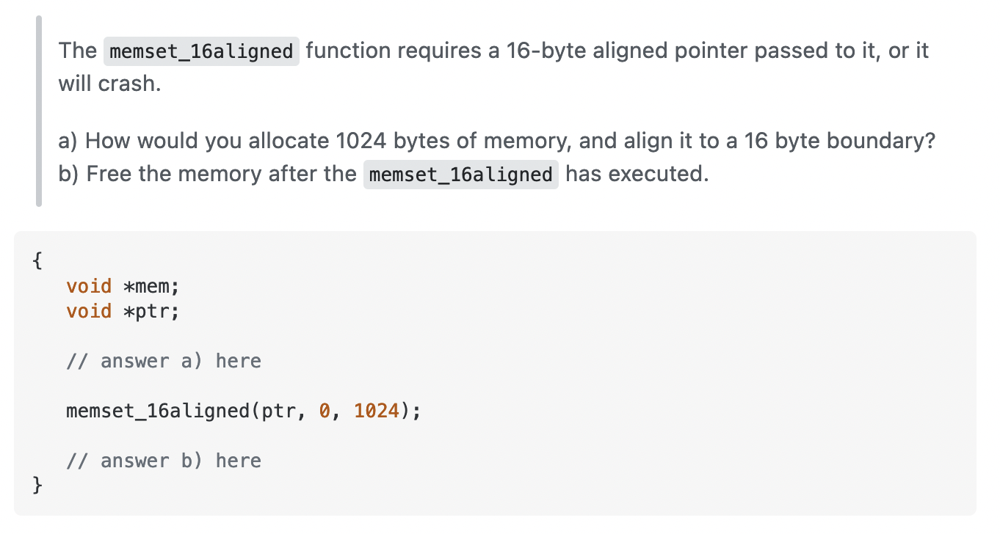 The memset_16aligned function requires a 16-byte aligned pointer passed to it, or it
will crash.
a) How would you allocate 1024 bytes of memory, and align it to a 16 byte boundary?
b) Free the memory after the memset_16aligned has executed.
{
   void *mem;
   void *ptr;
   // answer a) here
   memset_16aligned(ptr, 0, 1024);
   // answer b) here
}